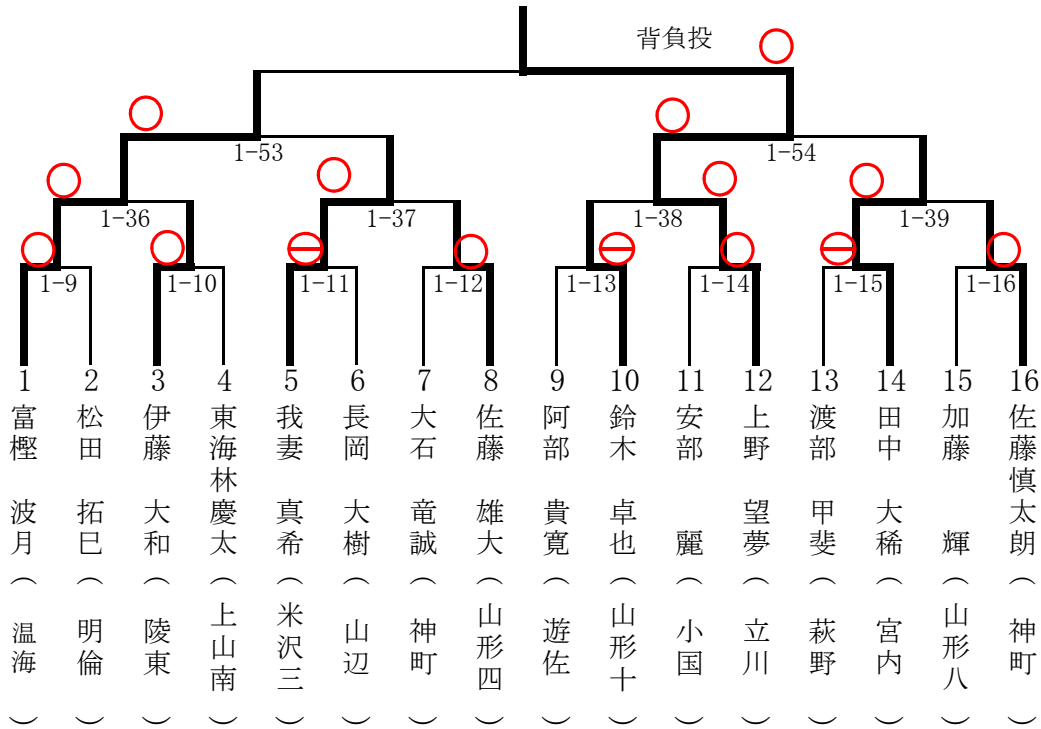 背負投
1-53
1-54
1-36
1-37
1-38
1-39
1-9
1-10
1-11
1-12
1-13
1-14
1-15
1-16
1 富樫 波月（温海）
2 松田 拓巳（明倫）
3 伊藤 大和（陵東）
4 東海林慶太（上山南）
5 我妻 真希（米沢三）
6 長岡 大樹（山辺）
7 大石 竜誠（神町）
8 佐藤 雄大（山形四）
9 阿部 貴寛（遊佐）
10 鈴木 卓也（山形十）
11 安部 麗（小国）
12 上野 望夢（立川）
13 渡部 甲斐（萩野）
14 田中 大稀（宮内）
15 加藤 輝（山形八）
16 佐藤慎太朗（神町）